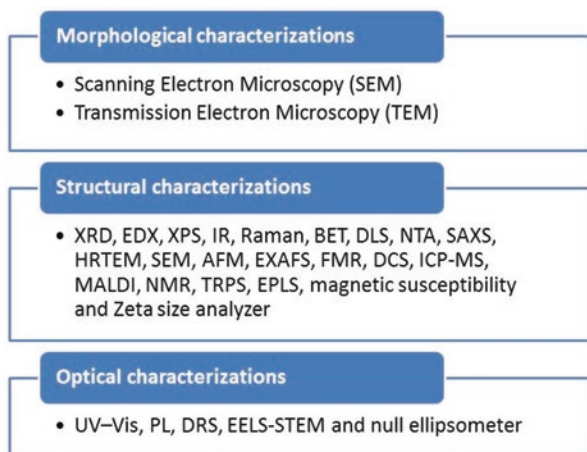 Morphological characterizations
• Scanning Electron Microscopy (SEM)
• Transmission Electron Microscopy (TEM)
Structural characterizations
• XRD, EDX, XPS, IR, Raman, BET, DLS, NTA, SAXS,
HRTEM, SEM, AFM, EXAFS, FMR, DCS, ICP-MS,
MALDI, NMR, TRPS, EPLS, magnetic susceptibility
and Zeta size analyzer
Optical characterizations
• UV–Vis, PL, DRS, EELS-STEM and null ellipsometer